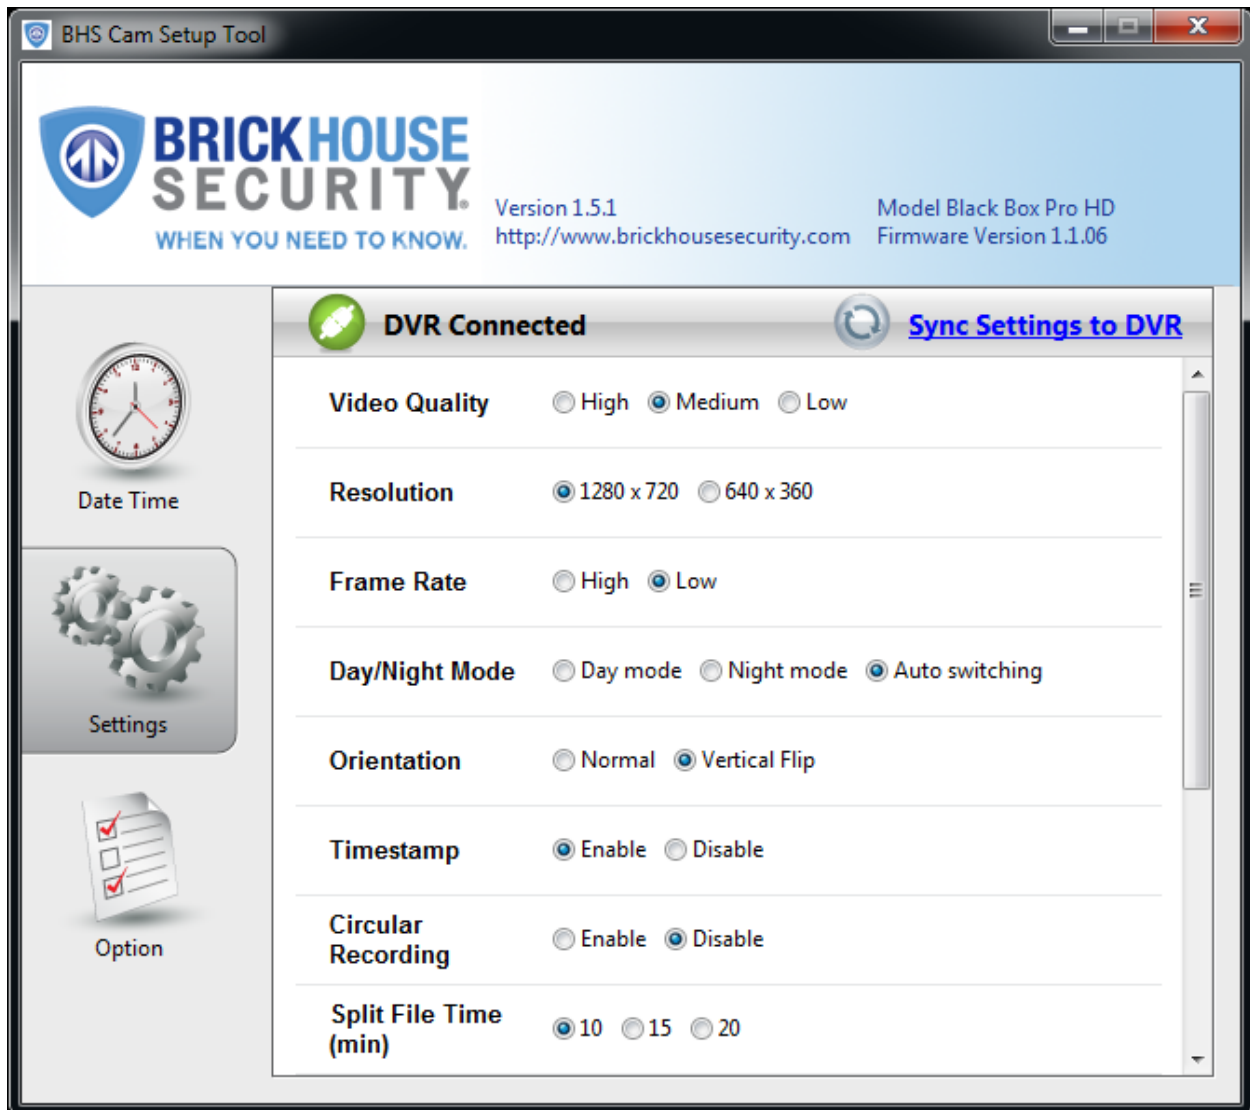 BHS Cam Setup Tool
BRICKHOUSE
SECURITY®
WHEN YOU NEED TO KNOW.
Version 1.5.1
http://www.brickhousesecurity.com
Model Black Box Pro HD
Firmware Version 1.1.06
Date Time
Settings
Option
DVR Connected
Sync Settings to DVR
Video Quality High Medium Low
Resolution 1280 x 720 640 x 360
Frame Rate High Low
Day/Night Mode Day mode Night mode Auto switching
Orientation Normal Vertical Flip
Timestamp Enable Disable
Circular
Recording Enable Disable
Split File Time
(min) 10 15 20